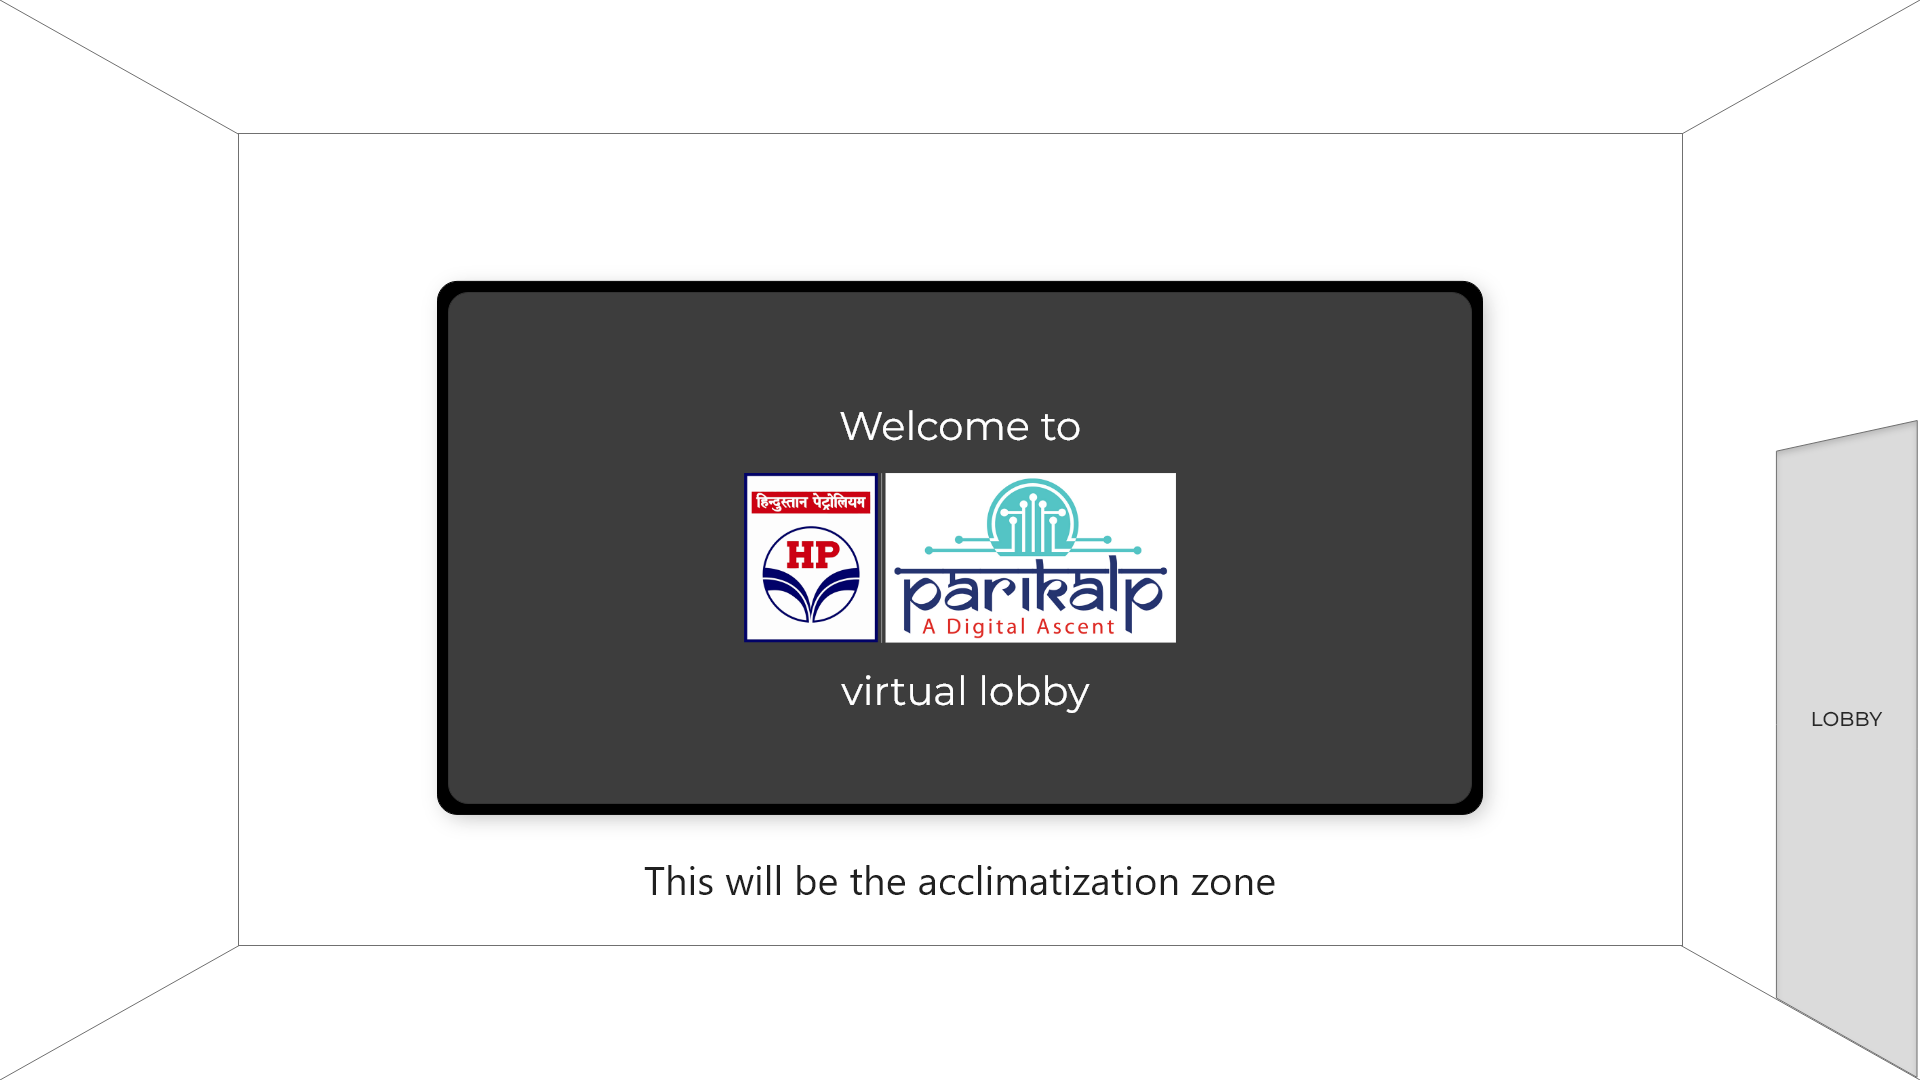 Welcome to
हिन्दुस्तान पेट्रोलियम
HP
parikalp
A Digital Ascent
virtual lobby
LOBBY
This will be the acclimatization zone